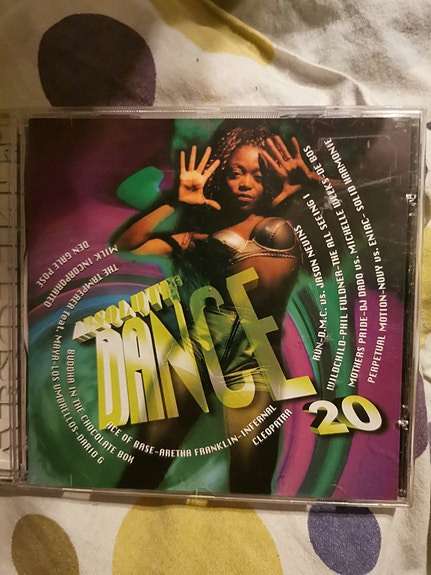 ABSOLUTE
DANCE
20
DEN GALE POSE
MILK INCORPORATED
THE TAMPERER feat. MAYA-LOS UMBRELLOS-DARIO G
BUDDHA IN THE CHOCOLATE BOX
ACE OF BASE-ARETHA FRANKLIN-INFERNAL
CLEOPATRA
RUN-D.M.C. vs. JASON NEVINS
WILDCHILD-PHIL FULDNER-THE ALL SEEING I
MOTHERS PRIDE-DJ DADO vs. MICHELLE WEEKS-DE BOS
PERPETUAL MOTION-NODY vs. ENIAC- SOLID HARMONIE